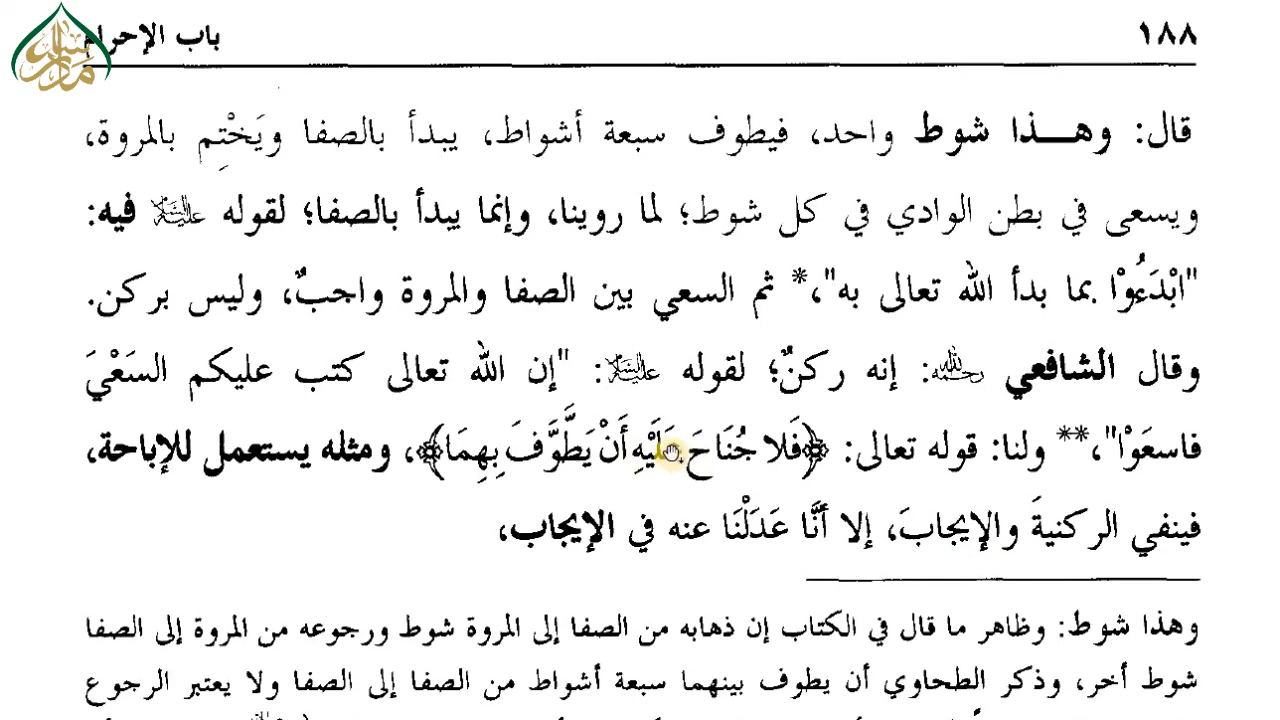 ١٨٨
باب الإحرام
قال: وهذا شوط واحد، فيطوف سبعة أشواط، يبدأ بالصفا ويَخْتِم بالمروة،
ويسعى في بطن الوادي في كل شوط؛ لما روينا، وإنما يبدأ بالصفا؛ لقوله عليه السلام فيه:
"ابْدَءُوْا بما بدأ الله تعالى به"،* ثم السعي بين الصفا والمروة واجبٌ، وليس بركن.
وقال الشافعي رحمه الله: إنه ركنٌ؛ لقوله عليه السلام: "إن الله تعالى كتب عليكم السَعْيَ
فاسعَوْا"،** ولنا: قوله تعالى: ﴿فَلا جُنَاحَ عَلَيْهِ أَنْ يَطَّوَّفَ بِهِمَا﴾، ومثله يستعمل للإباحة،
فينفي الركنيةَ والإيجابَ، إلا أنَّا عَدَلْنَا عنه في الإيجاب،
وهذا شوط: وظاهر ما قال في الكتاب إن ذهابه من الصفا إلى المروة شوط ورجوعه من المروة إلى الصفا
شوط أخر، وذكر الطحاوي أن يطوف بينهما سبعة أشواط من الصفا إلى الصفا ولا يعتبر الرجوع